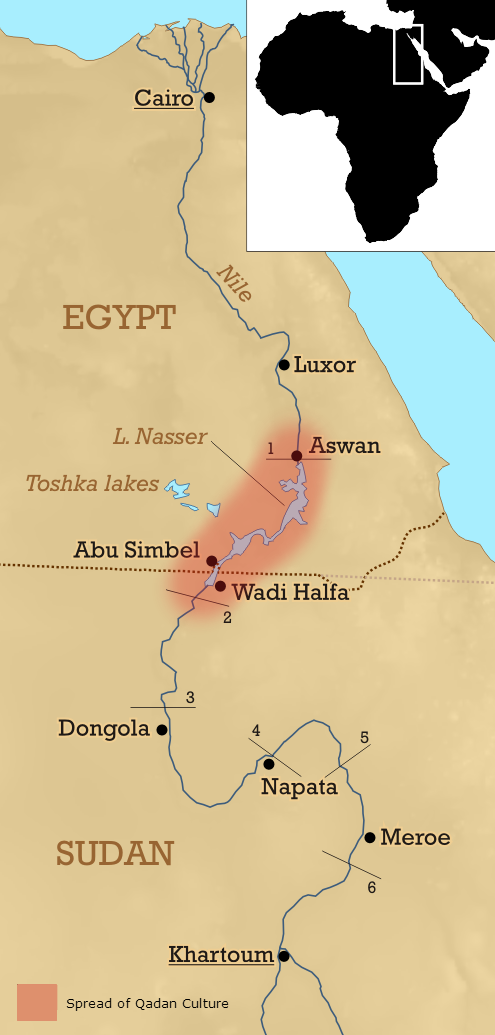 Cairo
Nile
EGYPT
Luxor
L. Nasser
1
Aswan
Toshka lakes
Abu Simbel
Wadi Halfa
2
3
Dongola
4
5
Napata
Meroe
SUDAN
6
Khartoum
Spread of Qadan Culture